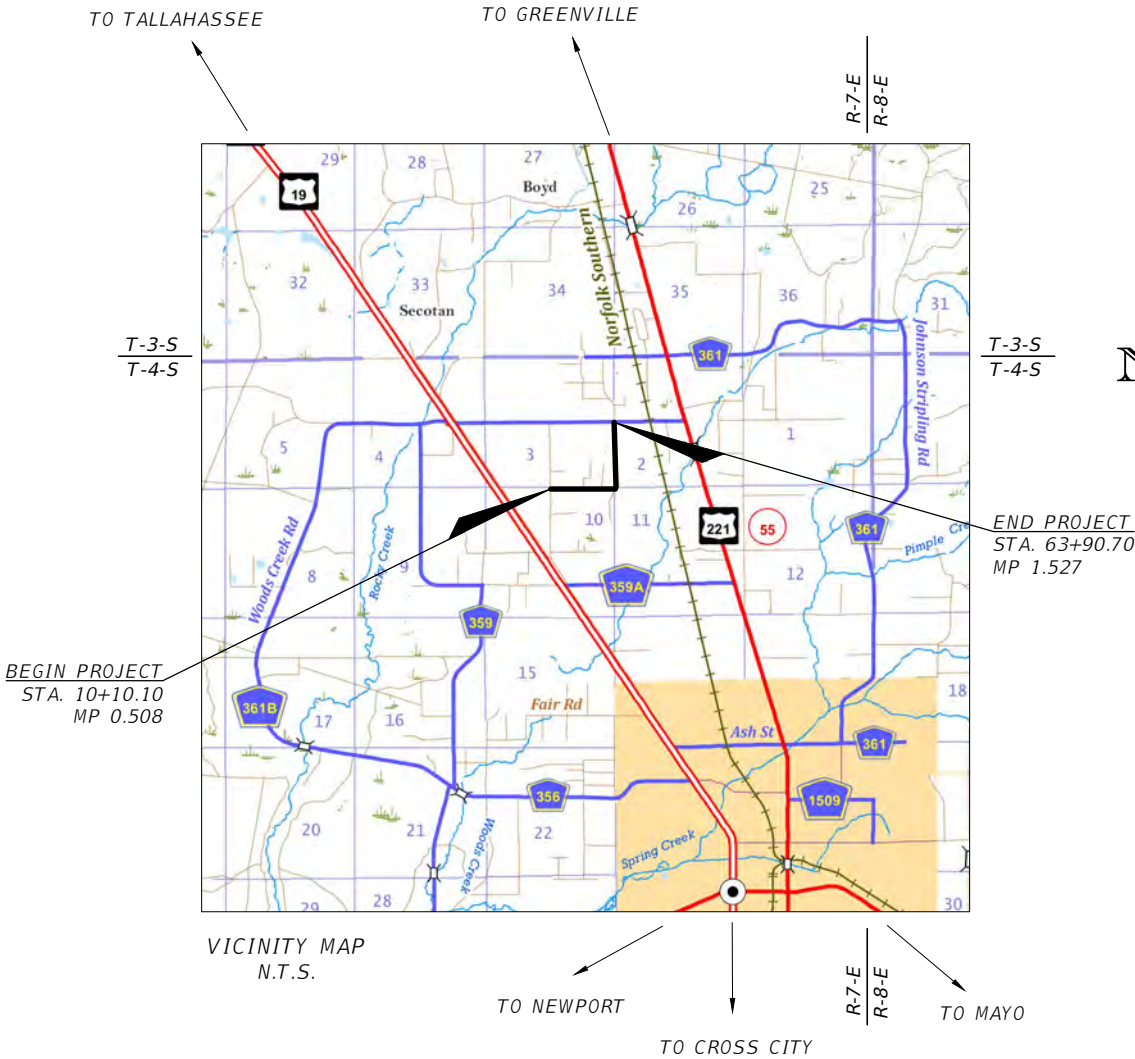 TO TALLAHASSEE
TO GREENVILLE
R-7-E
R-8-E
29
28
27
Boyd
25
19
26
Norfolk Southern
32
33
34
35
36
31
Secotan
T-3-S
T-4-S
361
Johnson Stripling Rd
T-3-S
T-4-S
N
5
4
3
2
1
Woods Creek Rd
Rocky Creek
10
11
221
55
361
END PROJECT
STA. 63+90.70
MP 1.527
Pimple Cre
8
9
359A
12
359
BEGIN PROJECT
STA. 10+10.10
MP 0.508
15
18
361B
17
16
Fair Rd
Ash St
361
356
1509
20
21
Woods Creek
22
Spring Creek
28
29
30
VICINITY MAP
N.T.S.
TO NEWPORT
R-7-E
R-8-E
TO MAYO
TO CROSS CITY